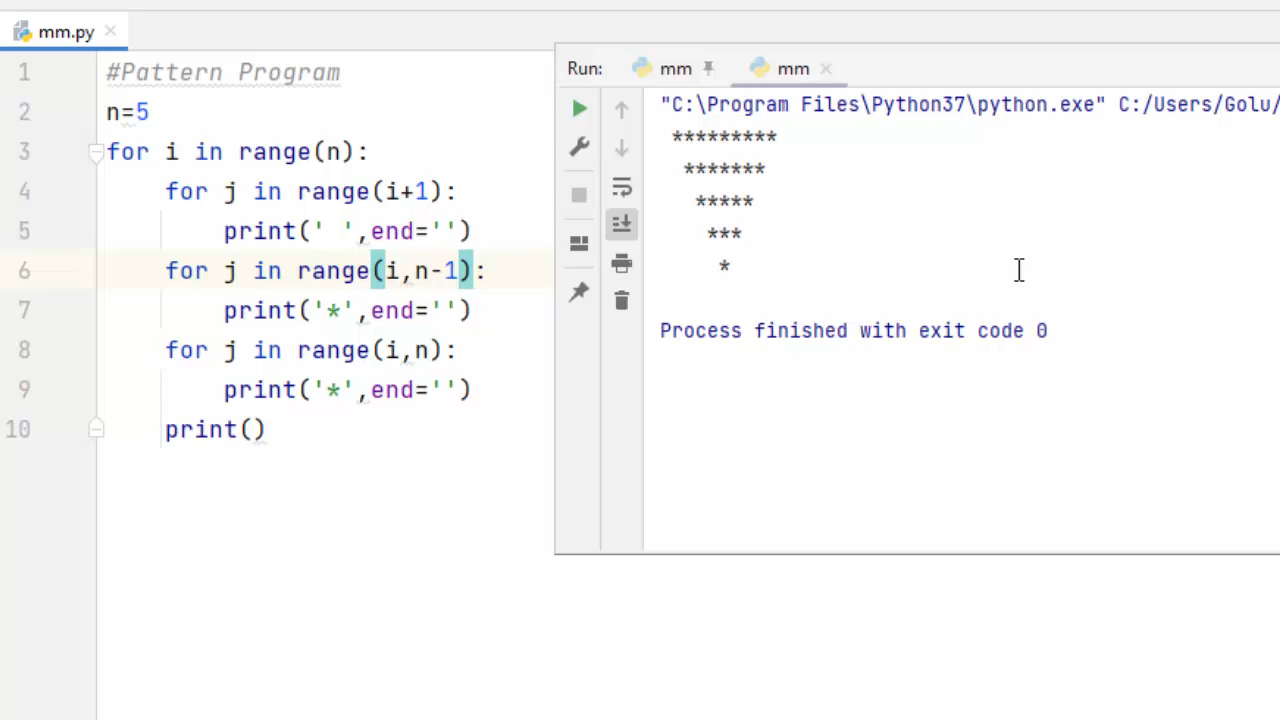 mm.py
1 #Pattern Program
2 n=5
3 for i in range(n):
4     for j in range(i+1):
5         print(' ',end='')
6     for j in range(i,n-1):
7         print('*',end='')
8     for j in range(i,n):
9         print('*',end='')
10     print()
Run: mm mm
"C:\Program Files\Python37\python.exe" C:/Users/Golu/
 *********
  *******
   *****
    ***
     *
Process finished with exit code 0